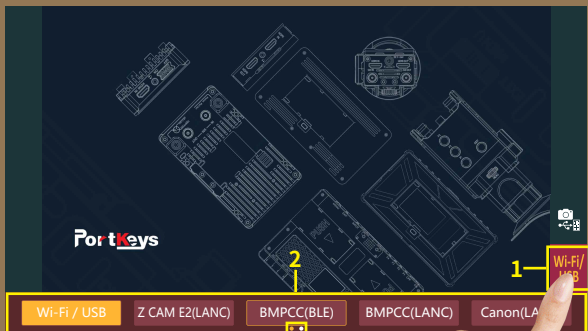 PortKeys
1
Wi-Fi/
USB
2
Wi-Fi / USB
Z CAM E2(LANC)
BMPCC(BLE)
BMPCC(LANC)
Canon(LA